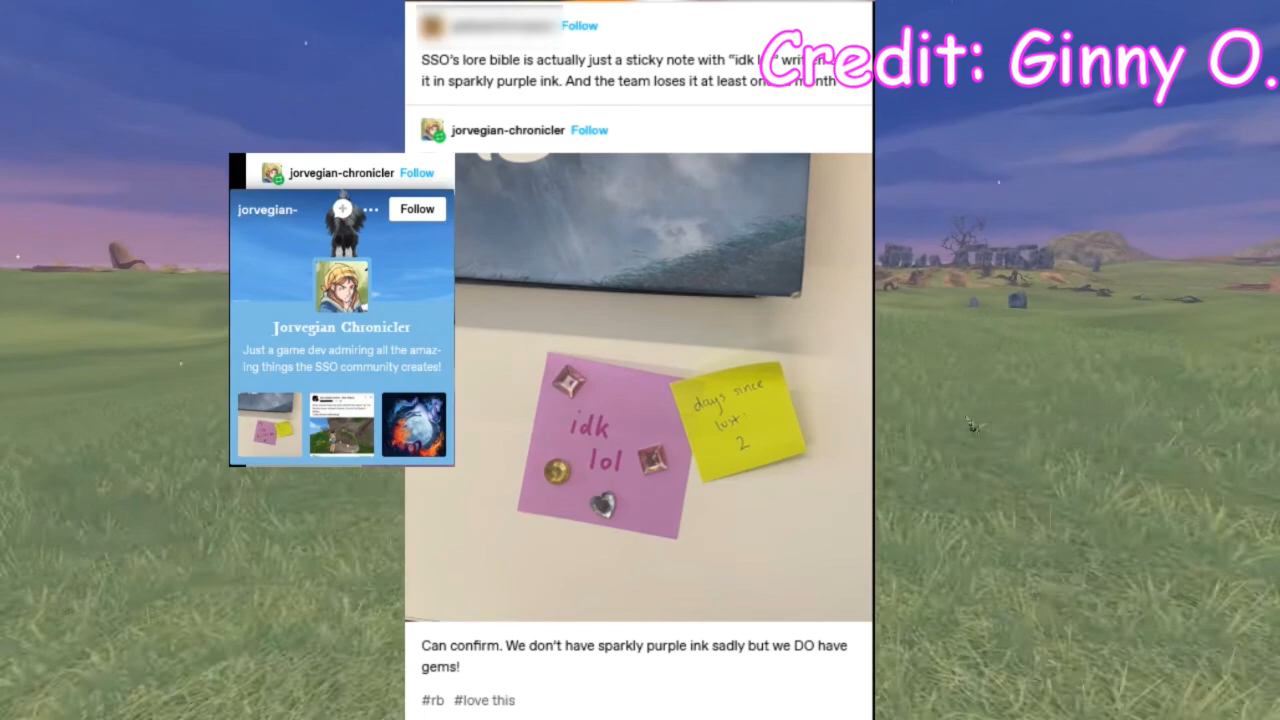 Credit: Ginny O.
Follow
SSO's lore bible is actually just a sticky note with "idk
it in sparkly purple ink. And the team loses it at least
jorvegian-chronicler Follow
jorvegian-chronicler Follow
jorvegian-
Follow
Jorvegian Chronicler
Just a game dev admiring all the amaz-
ing things the SSO community creates!
idk
lol
days since
lost:
2
Can confirm. We don't have sparkly purple ink sadly but we DO have
gems!
#rb #love this